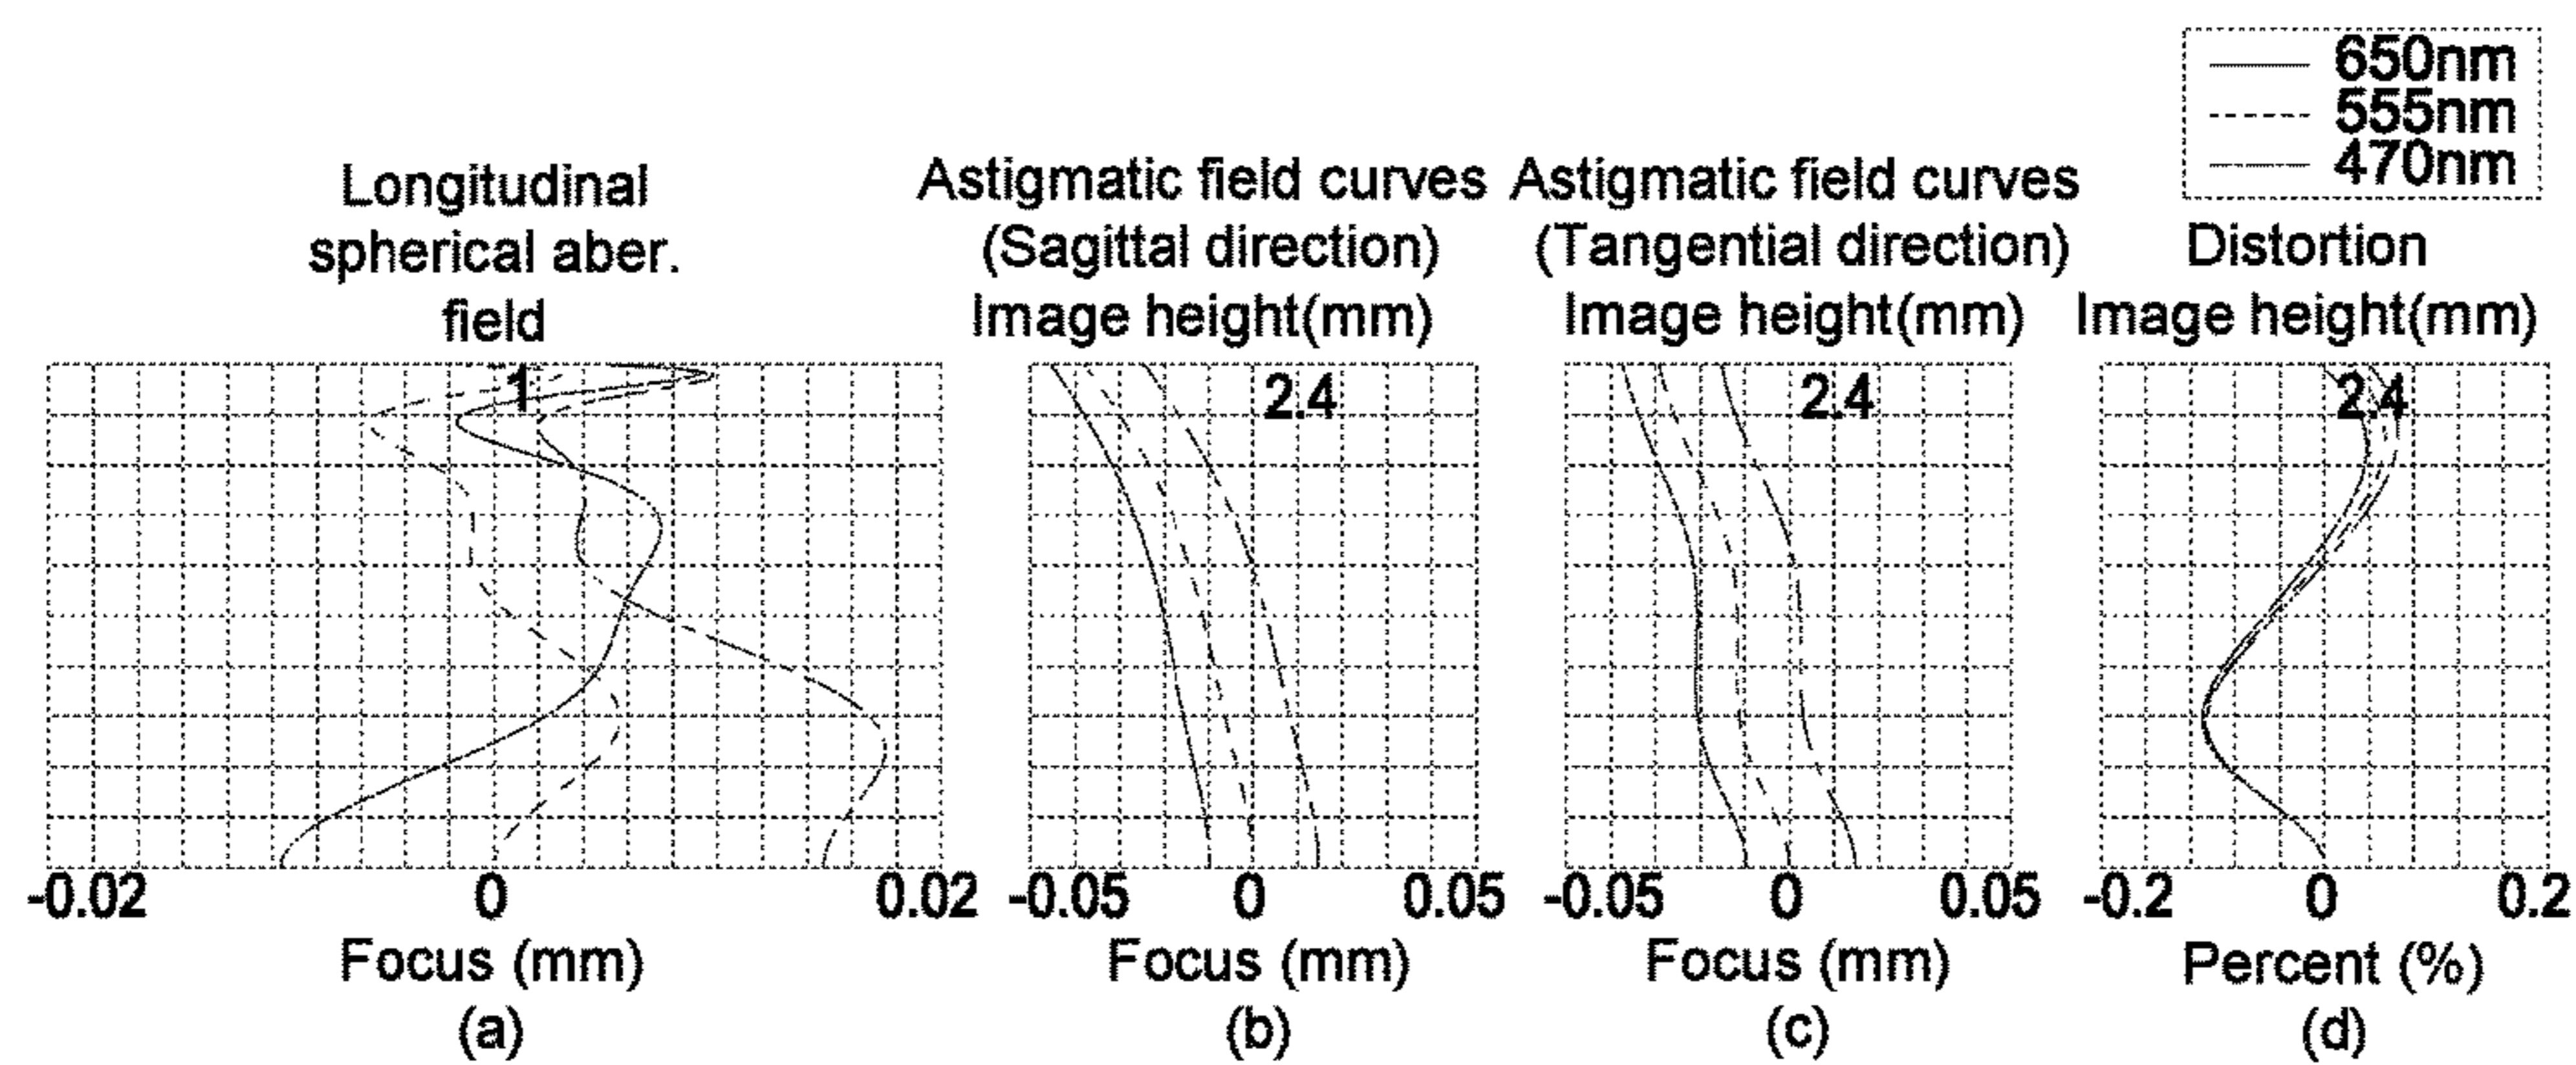 650nm
555nm
470nm
Longitudinal
spherical aber.
field
1
-0.02 0 0.02
Focus (mm)
(a)
Astigmatic field curves
(Sagittal direction)
Image height(mm)
2.4
-0.05 0 0.05
Focus (mm)
(b)
Astigmatic field curves
(Tangential direction)
Image height(mm)
2.4
-0.05 0 0.05
Focus (mm)
(c)
Distortion
Image height(mm)
2.4
-0.2 0 0.2
Percent (%)
(d)